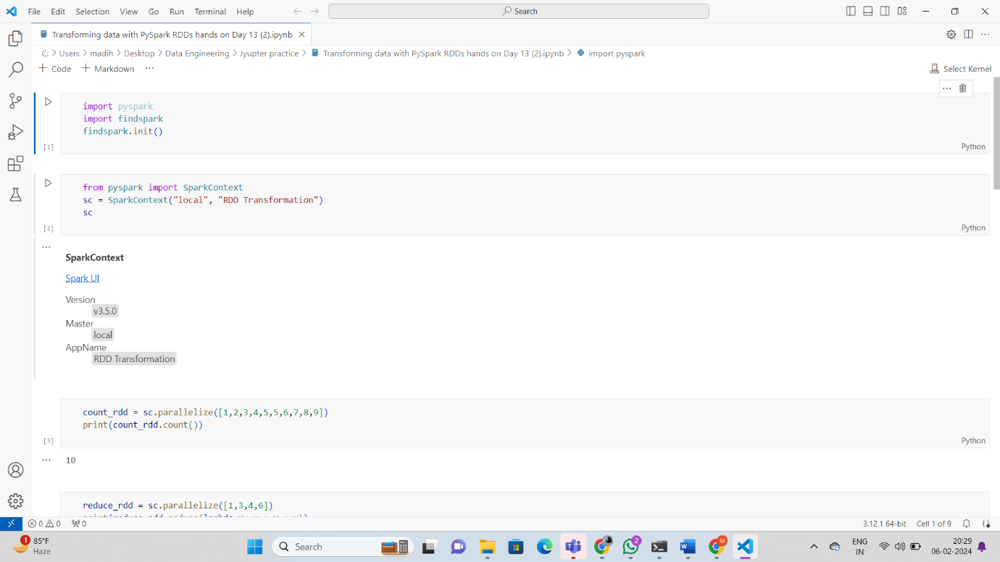 File Edit Selection View Go Run Terminal Help
Search
Transforming data with PySpark RDDs hands on Day 13 (2).ipynb
C: > Users > madih > Desktop > Data Engineering > Jyupter practice > Transforming data with PySpark RDDs hands on Day 13 (2).ipynb > import pyspark
+ Code + Markdown ...
Select Kernel
import pyspark
import findspark
findspark.init()
[1]
Python
from pyspark import SparkContext
sc = SparkContext("local", "RDD Transformation")
sc
[2]
Python
SparkContext
Spark UI
Version
v3.5.0
Master
local
AppName
RDD Transformation
count_rdd = sc.parallelize([1,2,3,4,5,5,6,7,8,9])
print(count_rdd.count())
[3]
Python
10
reduce_rdd = sc.parallelize([1,3,4,6])
0 0 0
3.12.1 64-bit Cell 1 of 9
1
85°F
Haze
Search
2
M
ENG
IN
20:29
06-02-2024